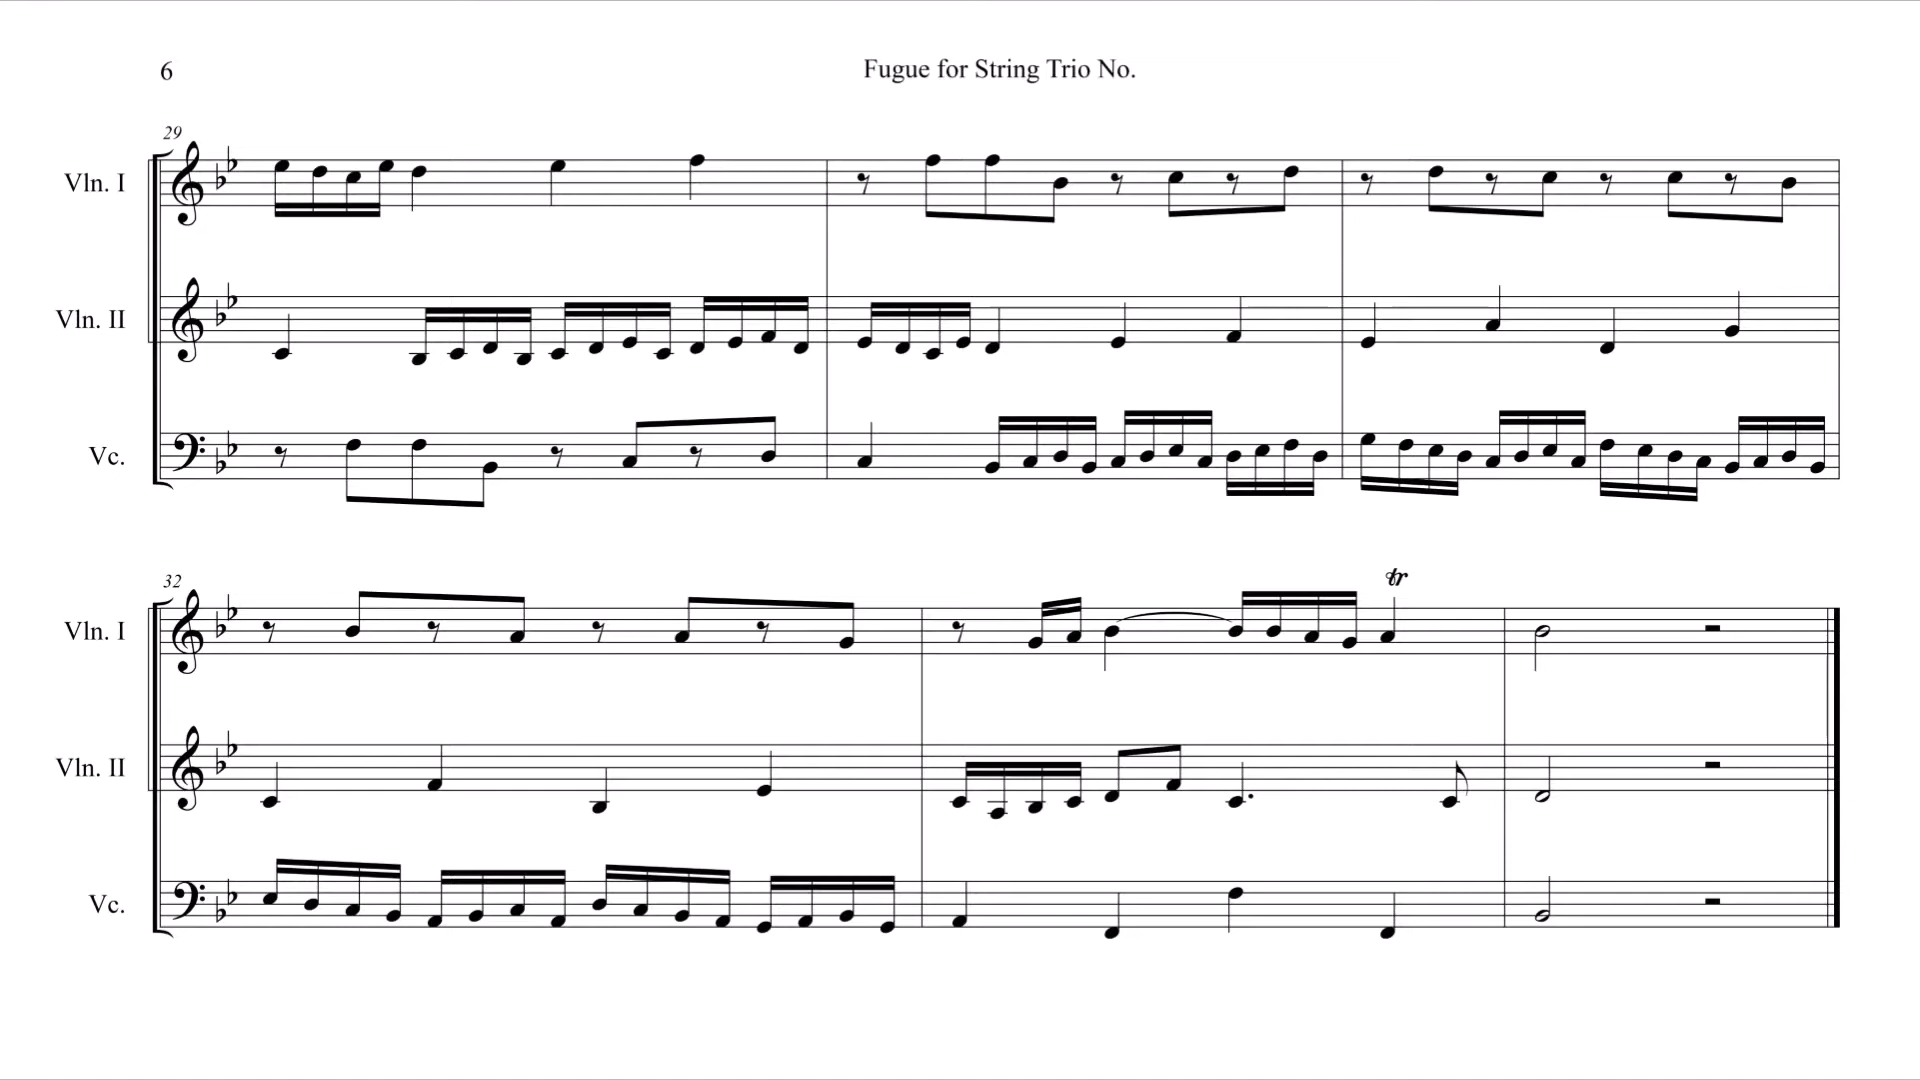 6
Fugue for String Trio No.
29
Vln. I
Vln. II
Vc.
32
Vln. I
tr
Vln. II
Vc.